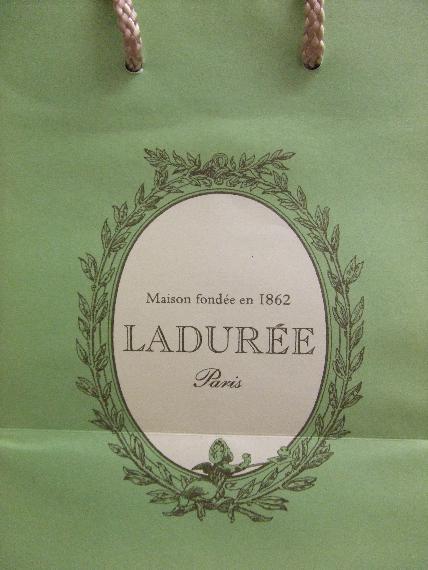 Maison fondée en 1862
LADURÉE
Paris